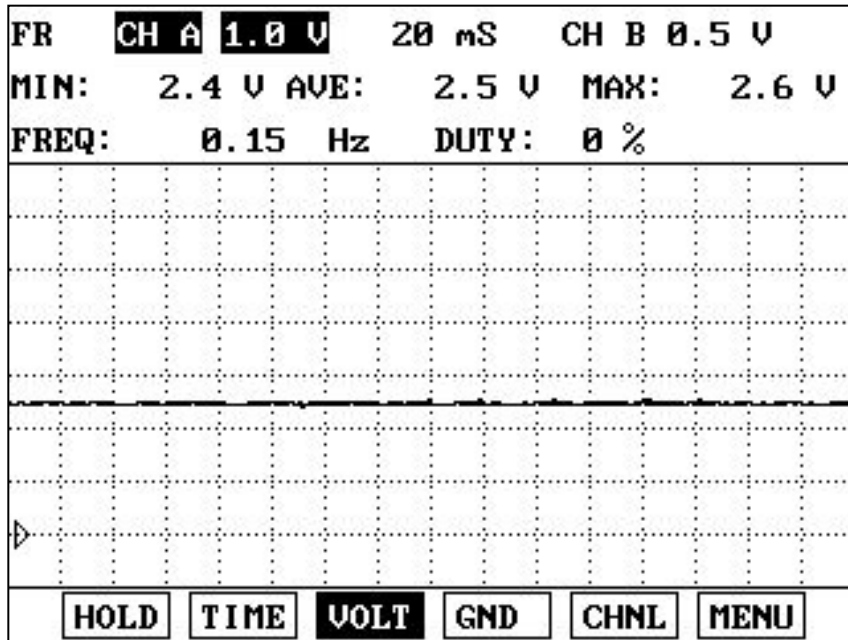 FR CH A 1.0 V 20 mS CH B 0.5 V
MIN: 2.4 V AVE: 2.5 V MAX: 2.6 V
FREQ: 0.15 Hz DUTY: 0 %
HOLD TIME VOLT GND CHNL MENU